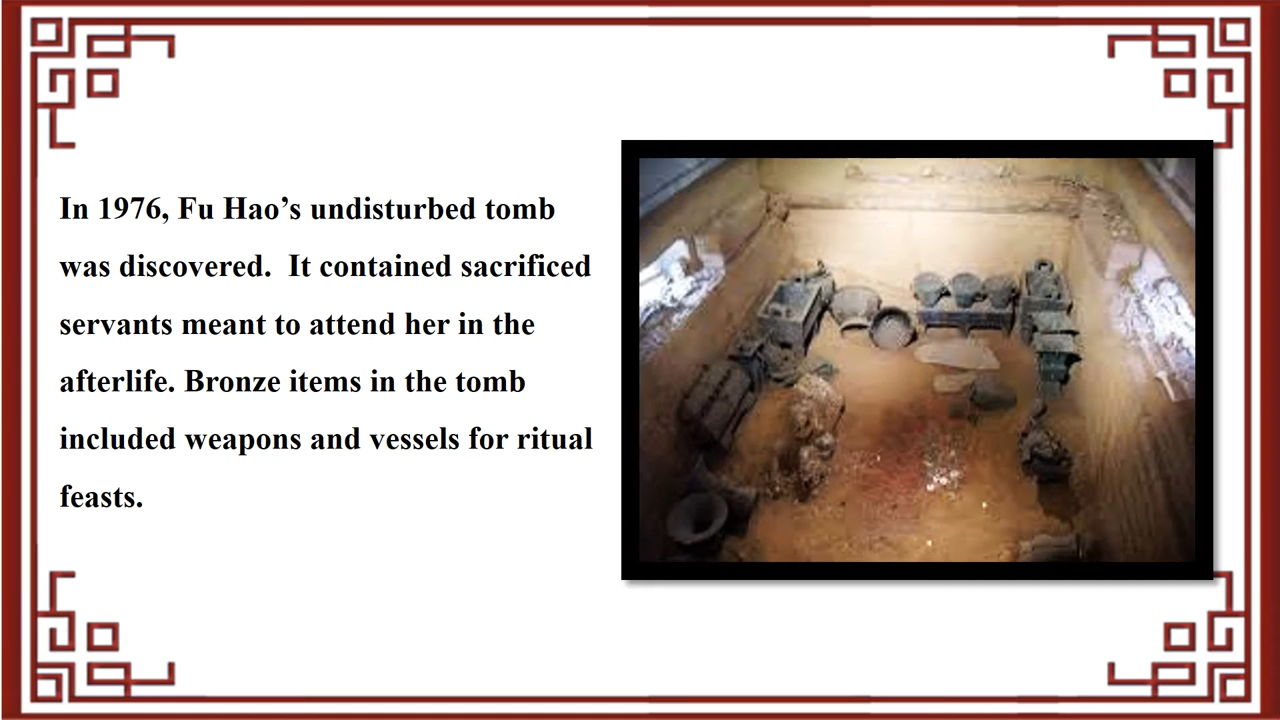 In 1976, Fu Hao’s undisturbed tomb
was discovered.  It contained sacrificed
servants meant to attend her in the
afterlife. Bronze items in the tomb
included weapons and vessels for ritual
feasts.